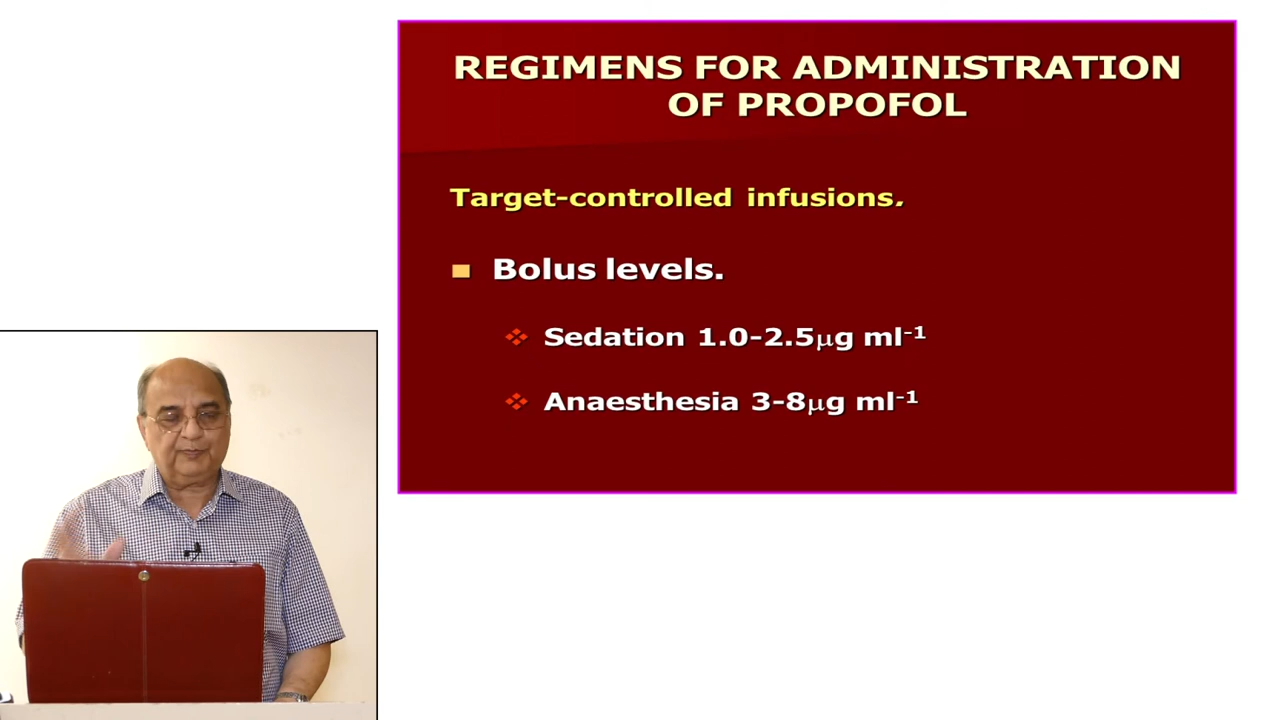 REGIMENS FOR ADMINISTRATION
OF PROPOFOL
Target-controlled infusions.
Bolus levels.
Sedation 1.0-2.5µg ml⁻¹
Anaesthesia 3-8µg ml⁻¹